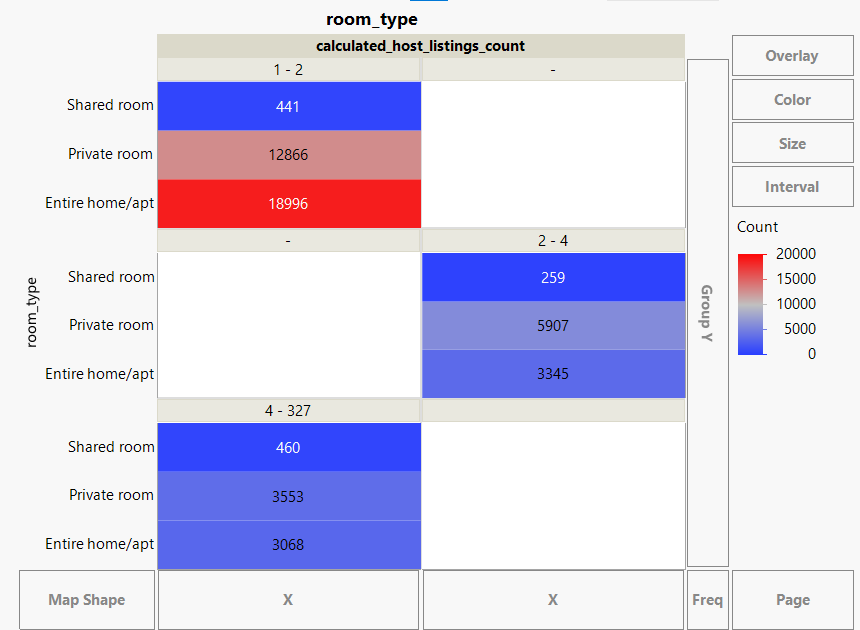 room_type
calculated_host_listings_count
1 - 2 -
Shared room 441
Private room 12866
Entire home/apt 18996
- 2 - 4
Shared room 259
Private room 5907
Entire home/apt 3345
4 - 327
Shared room 460
Private room 3553
Entire home/apt 3068
room_type
Group Y
Overlay
Color
Size
Interval
Count
20000
15000
10000
5000
0
Map Shape X X Freq Page